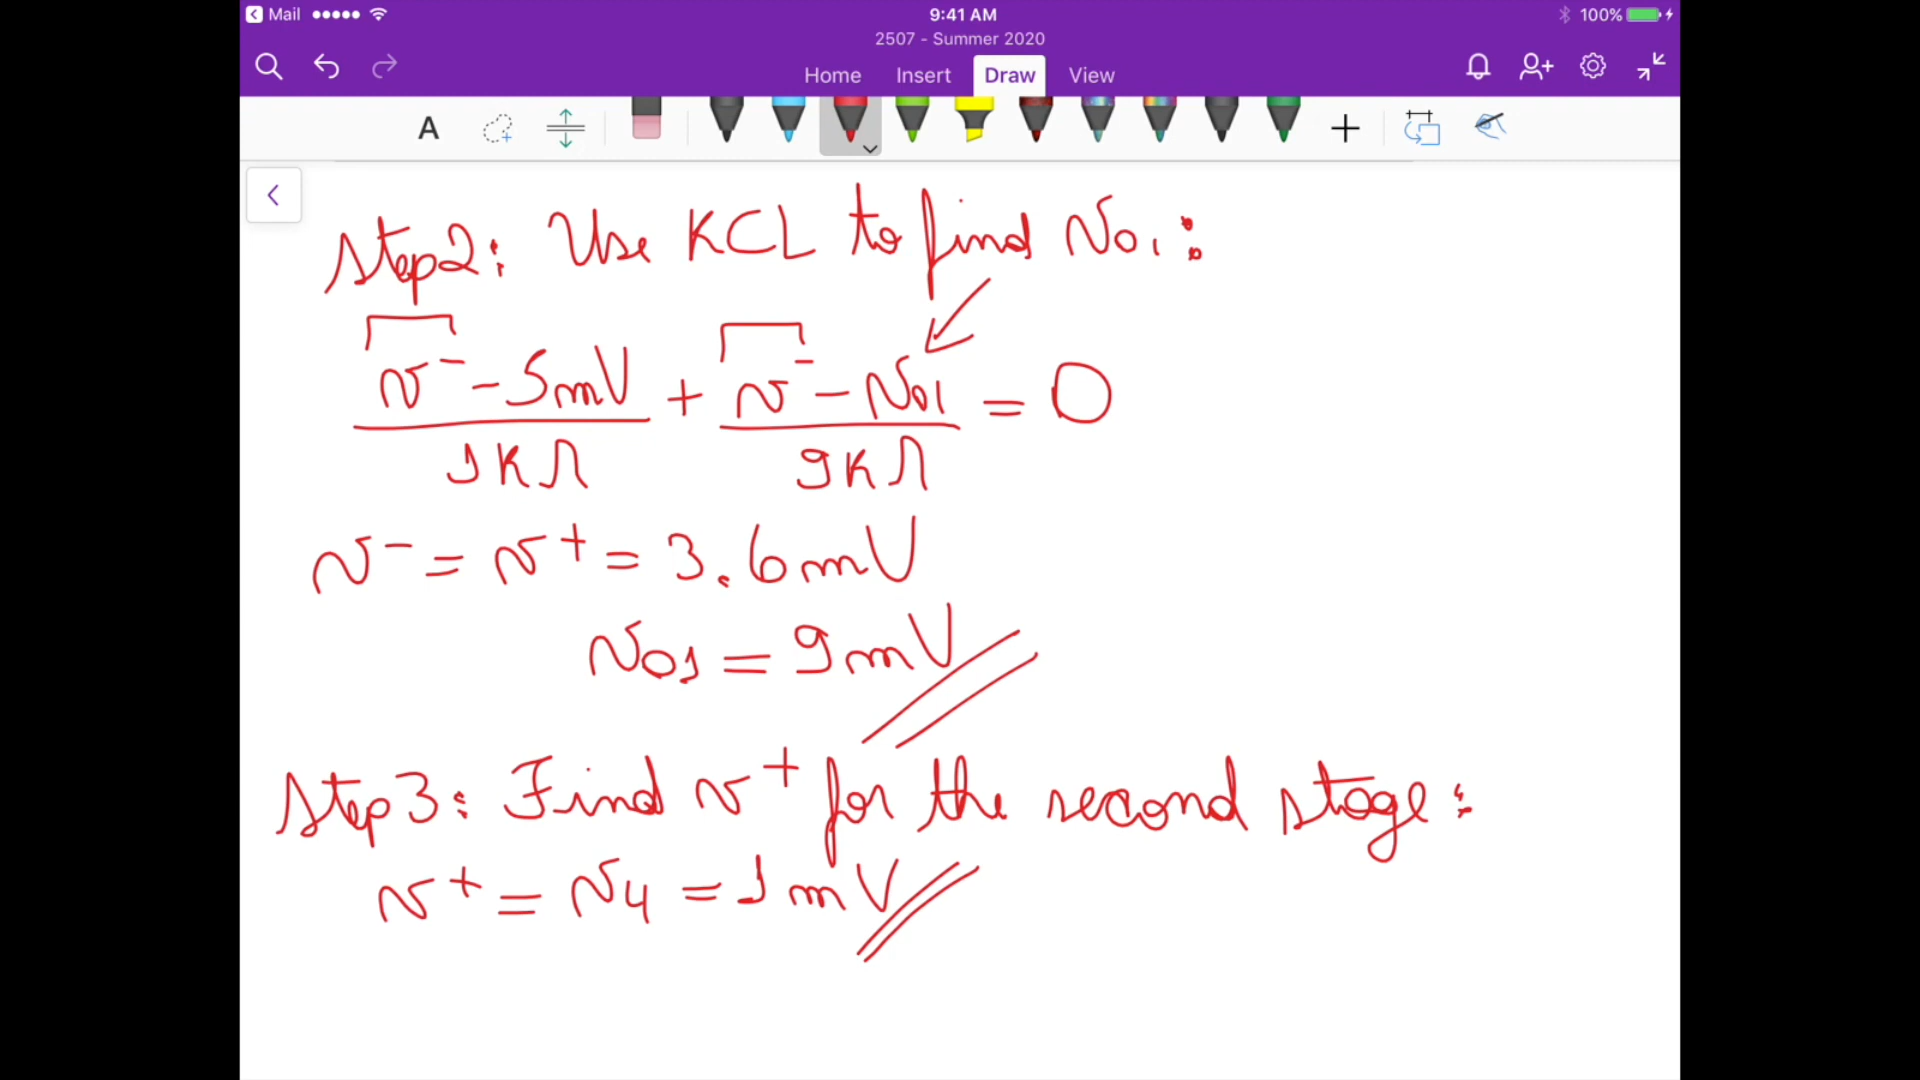 Mail 9:41 AM 100%
2507 - Summer 2020
Home Insert Draw View
A
Step2: Use KCL to find vo1:
v⁻ - 5mV / 1KΩ + v⁻ - vo1 / 9KΩ = 0
v⁻ = v⁺ = 3.6mV
vo1 = 9mV
Step3: Find v⁺ for the second stage:
v⁺ = v4 = 1mV